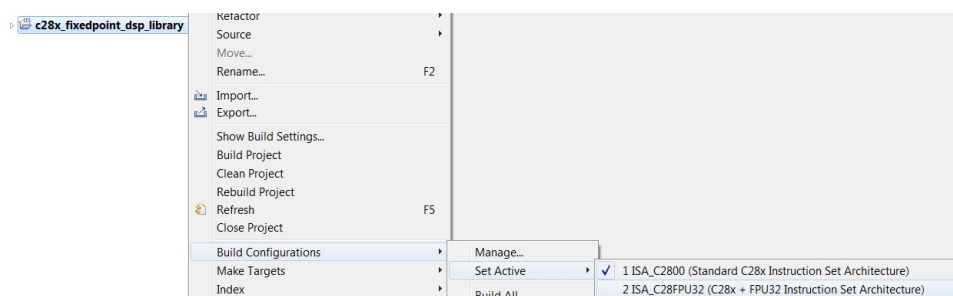 Refactor
c28x_fixedpoint_dsp_library
Source
Move...
Rename... F2
Import...
Export...
Show Build Settings...
Build Project
Clean Project
Rebuild Project
Refresh F5
Close Project
Build Configurations Manage...
Make Targets Set Active 1 ISA_C2800 (Standard C28x Instruction Set Architecture)
Index Build All 2 ISA_C28FPU32 (C28x + FPU32 Instruction Set Architecture)